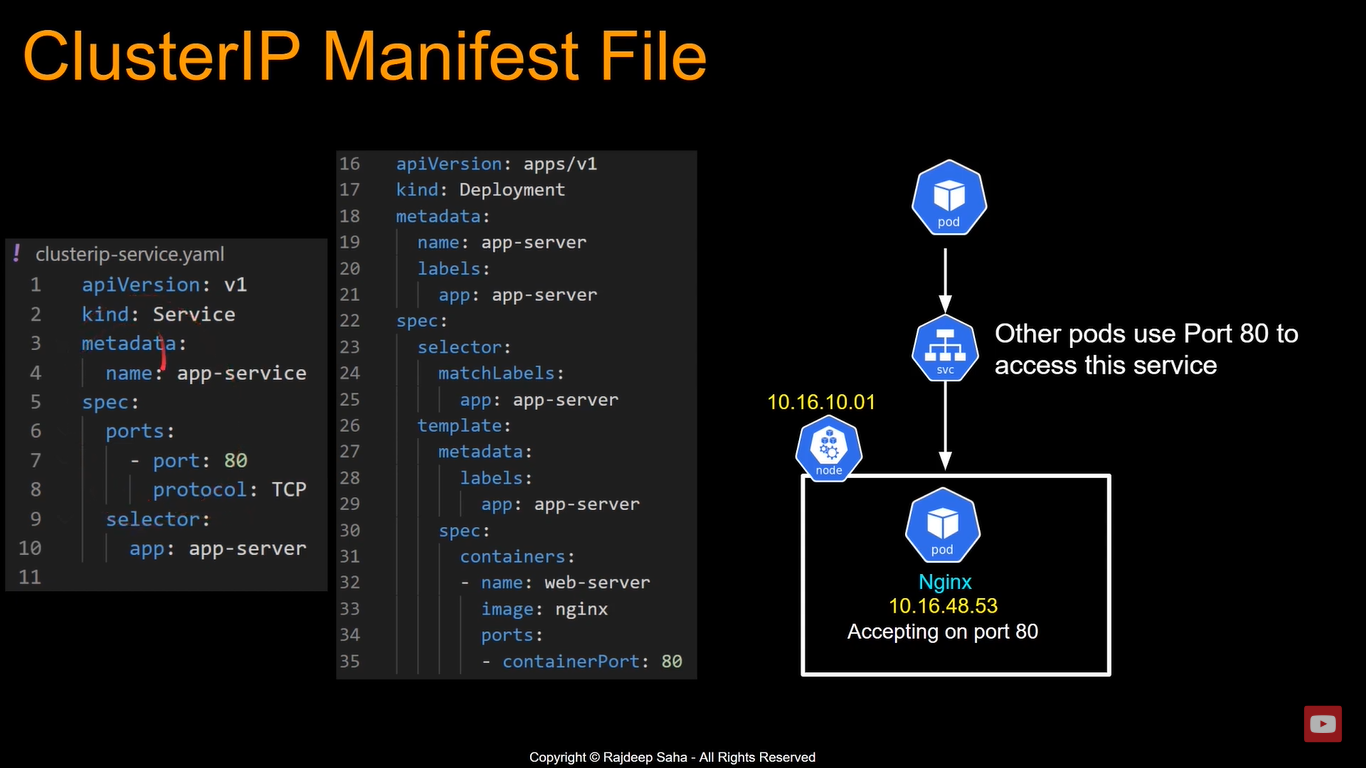 ClusterIP Manifest File
! clusterip-service.yaml
1 apiVersion: v1
2 kind: Service
3 metadata:
4 name: app-service
5 spec:
6 ports:
7 - port: 80
8 protocol: TCP
9 selector:
10 app: app-server
11
16 apiVersion: apps/v1
17 kind: Deployment
18 metadata:
19 name: app-server
20 labels:
21 app: app-server
22 spec:
23 selector:
24 matchLabels:
25 app: app-server
26 template:
27 metadata:
28 labels:
29 app: app-server
30 spec:
31 containers:
32 - name: web-server
33 image: nginx
34 ports:
35 - containerPort: 80
pod
svc
Other pods use Port 80 to
access this service
10.16.10.01
node
pod
Nginx
10.16.48.53
Accepting on port 80
Copyright © Rajdeep Saha - All Rights Reserved